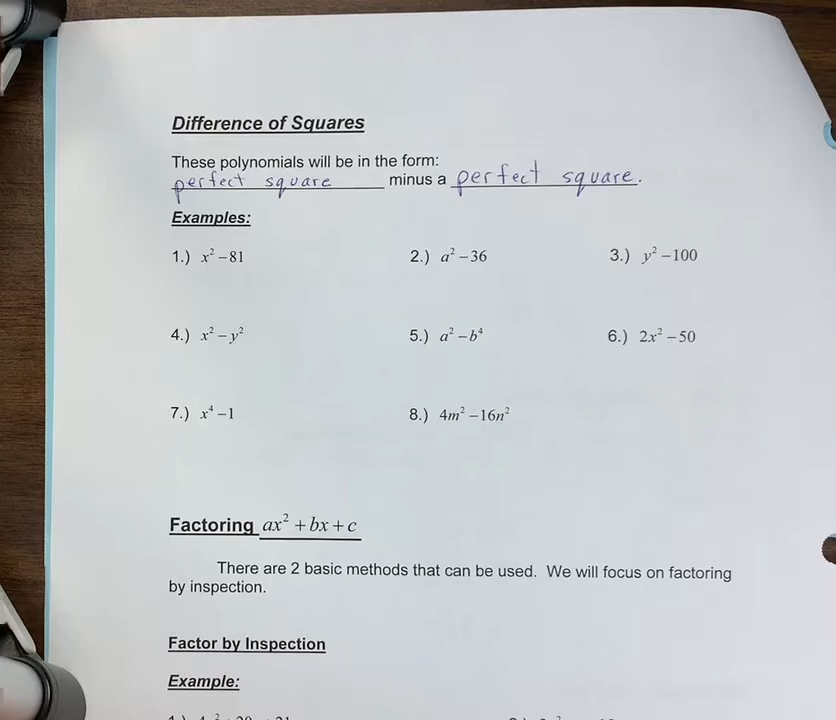 Difference of Squares
These polynomials will be in the form:
perfect square minus a perfect square.
Examples:
1.) x² – 81 2.) a² – 36 3.) y² – 100
4.) x² – y² 5.) a² – b⁴ 6.) 2x² – 50
7.) x⁴ – 1 8.) 4m² – 16n²
Factoring ax² + bx + c
There are 2 basic methods that can be used. We will focus on factoring
by inspection.
Factor by Inspection
Example: